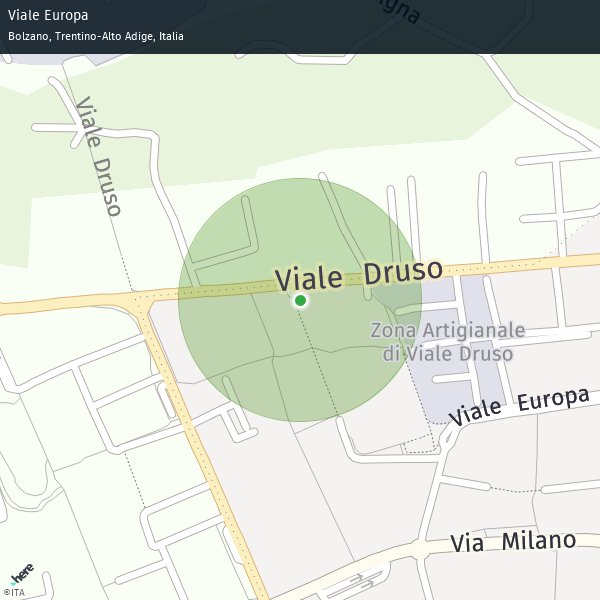 Viale Europa
Bolzano, Trentino-Alto Adige, Italia
Viale Druso
Viale Druso
Zona Artigianale
di Viale Druso
Viale Europa
Via Milano
here
©ITA